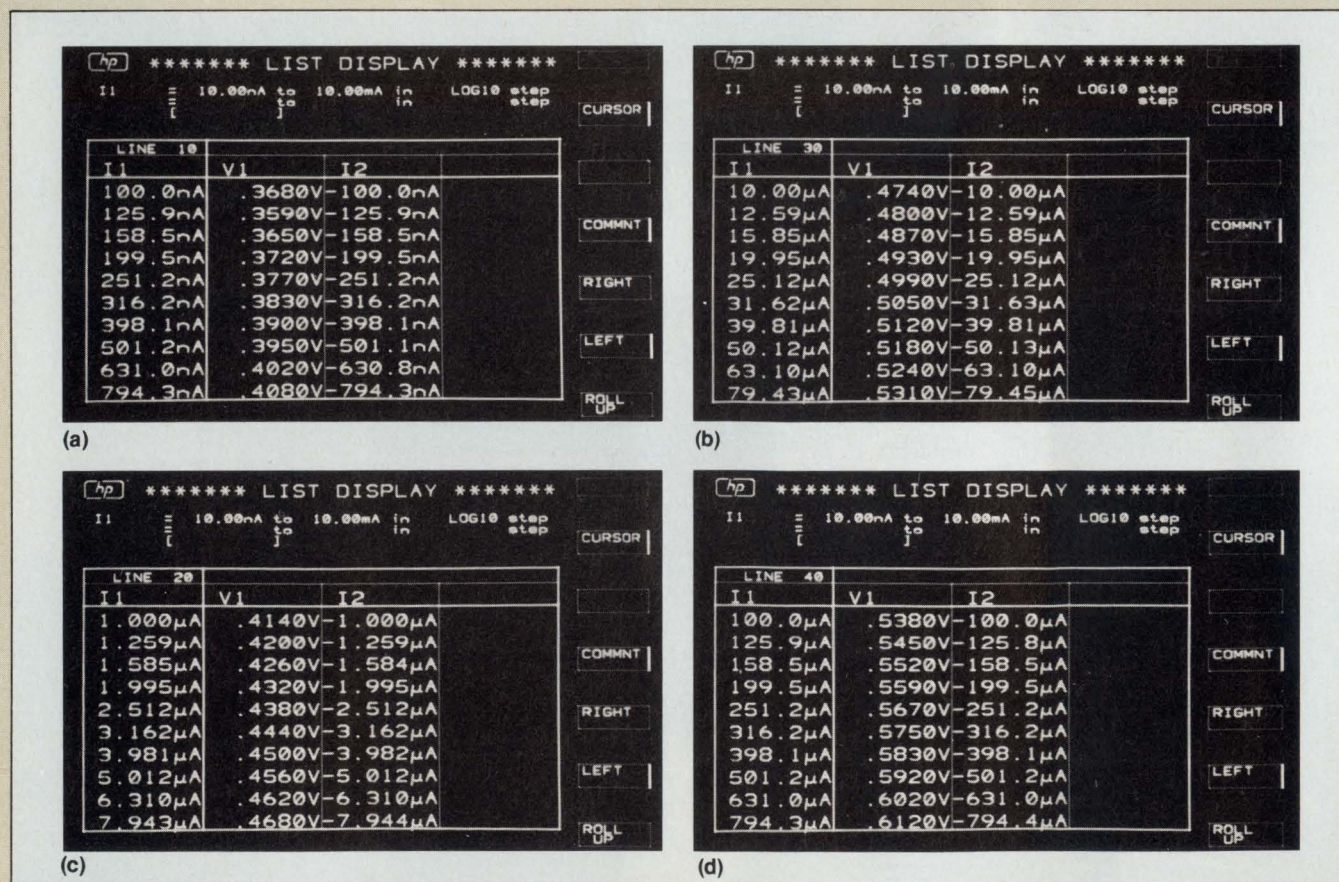 hp ******* LIST DISPLAY *******
I1 = 10.00nA to 10.00mA in LOG10 step
= to in step
[ ]
CURSOR
COMMNT
RIGHT
LEFT
ROLL UP
LINE 10
I1 V1 I2
100.0nA .3680V -100.0nA
125.9nA .3590V -125.9nA
158.5nA .3650V -158.5nA
199.5nA .3720V -199.5nA
251.2nA .3770V -251.2nA
316.2nA .3830V -316.2nA
398.1nA .3900V -398.1nA
501.2nA .3950V -501.1nA
631.0nA .4020V -630.8nA
794.3nA .4080V -794.3nA
(a)
hp ******* LIST DISPLAY *******
I1 = 10.00nA to 10.00mA in LOG10 step
= to in step
[ ]
CURSOR
COMMNT
RIGHT
LEFT
ROLL UP
LINE 30
I1 V1 I2
10.00µA .4740V -10.00µA
12.59µA .4800V -12.59µA
15.85µA .4870V -15.85µA
19.95µA .4930V -19.95µA
25.12µA .4990V -25.12µA
31.62µA .5050V -31.63µA
39.81µA .5120V -39.81µA
50.12µA .5180V -50.13µA
63.10µA .5240V -63.10µA
79.43µA .5310V -79.45µA
(b)
hp ******* LIST DISPLAY *******
I1 = 10.00nA to 10.00mA in LOG10 step
= to in step
[ ]
CURSOR
COMMNT
RIGHT
LEFT
ROLL UP
LINE 20
I1 V1 I2
1.000µA .4140V -1.000µA
1.259µA .4200V -1.259µA
1.585µA .4260V -1.584µA
1.995µA .4320V -1.995µA
2.512µA .4380V -2.512µA
3.162µA .4440V -3.162µA
3.981µA .4500V -3.982µA
5.012µA .4560V -5.012µA
6.310µA .4620V -6.310µA
7.943µA .4680V -7.944µA
(c)
hp ******* LIST DISPLAY *******
I1 = 10.00nA to 10.00mA in LOG10 step
= to in step
[ ]
CURSOR
COMMNT
RIGHT
LEFT
ROLL UP
LINE 40
I1 V1 I2
100.0µA .5380V -100.0µA
125.9µA .5450V -125.8µA
158.5µA .5520V -158.5µA
199.5µA .5590V -199.5µA
251.2µA .5670V -251.2µA
316.2µA .5750V -316.2µA
398.1µA .5830V -398.1µA
501.2µA .5920V -501.2µA
631.0µA .6020V -631.0µA
794.3µA .6120V -794.4µA
(d)